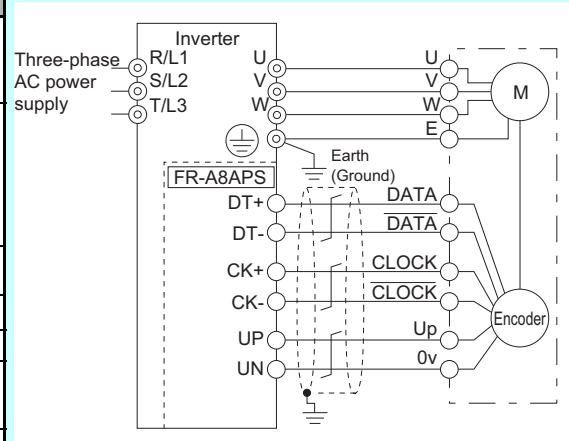 Inverter
Three-phase
AC power
supply
R/L1
S/L2
T/L3
U
V
W
U
V
W
E
M
Earth
(Ground)
FR-A8APS
DT+
DATA
DT-
DATA
CK+
CLOCK
CK-
CLOCK
Encoder
UP
Up
UN
0v